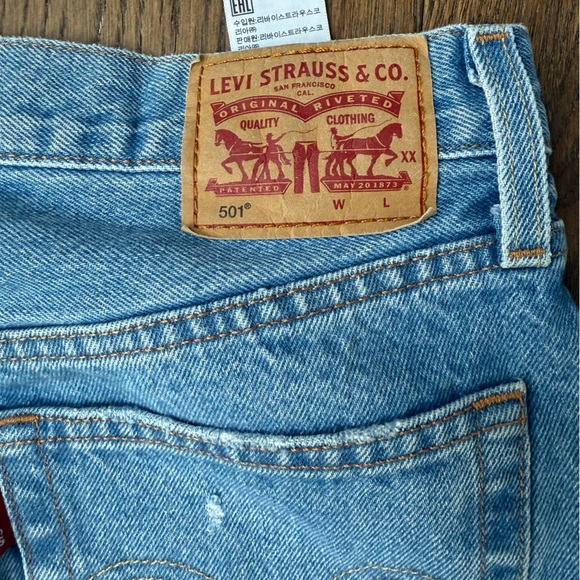 EAC
수입원:리바이스트라우스코
리아㈜
판매원:리바이스트라우스코
리아㈜
LEVI STRAUSS & CO.
SAN FRANCISCO
CAL.
ORIGINAL RIVETED
QUALITY CLOTHING
XX
PATENTED MAY 20 1873
501® W L